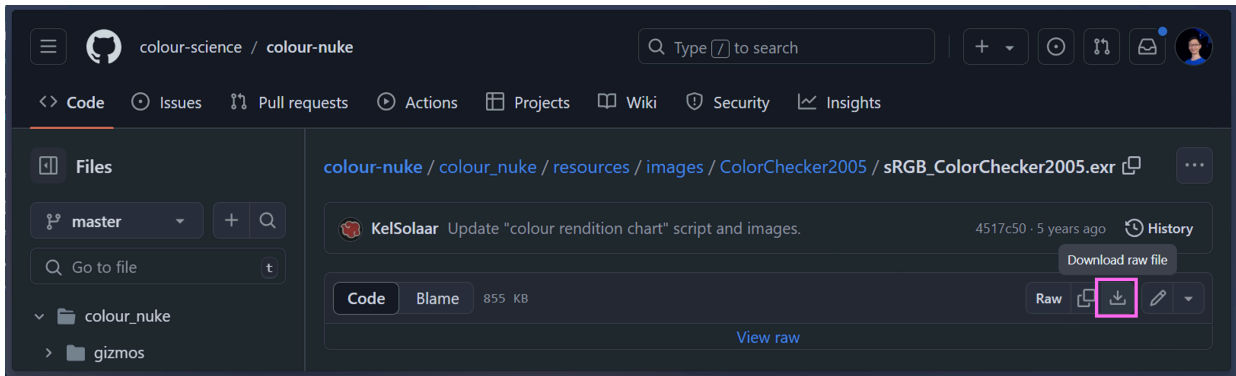 colour-science / colour-nuke
Type / to search
Code Issues Pull requests Actions Projects Wiki Security Insights
Files
colour-nuke / colour_nuke / resources / images / ColorChecker2005 / sRGB_ColorChecker2005.exr
master
KelSolaar Update "colour rendition chart" script and images. 4517c50 · 5 years ago History
Go to file t
Download raw file
Code Blame 855 KB Raw
colour_nuke
View raw
gizmos